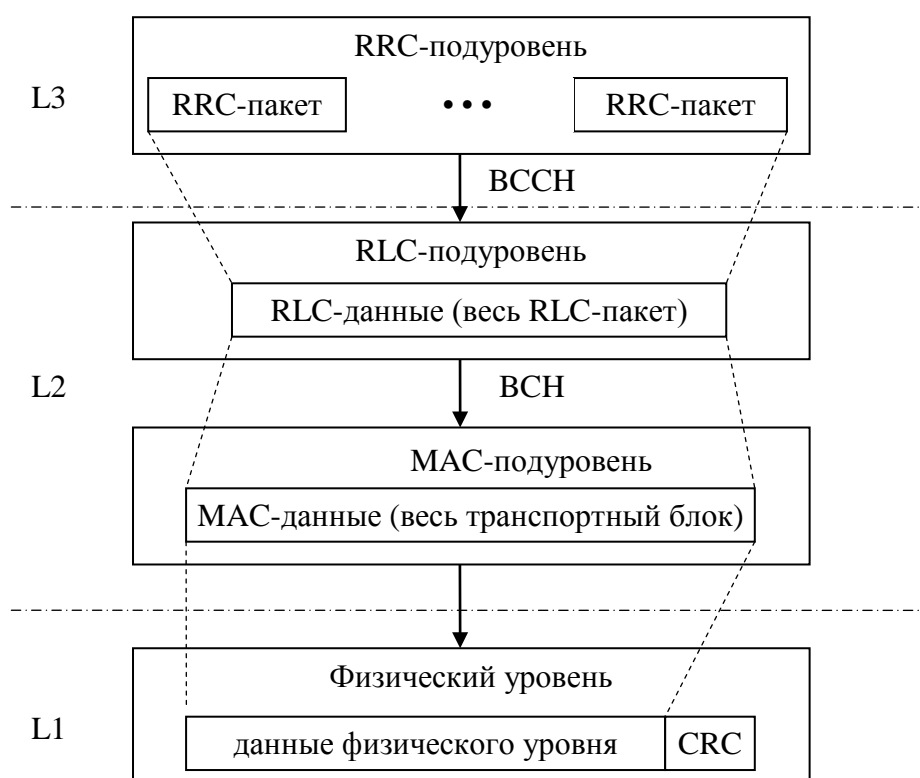 RRC-подуровень
L3
RRC-пакет ••• RRC-пакет
BCCH
RLC-подуровень
RLC-данные (весь RLC-пакет)
L2
BCH
MAC-подуровень
MAC-данные (весь транспортный блок)
Физический уровень
L1
данные физического уровня CRC